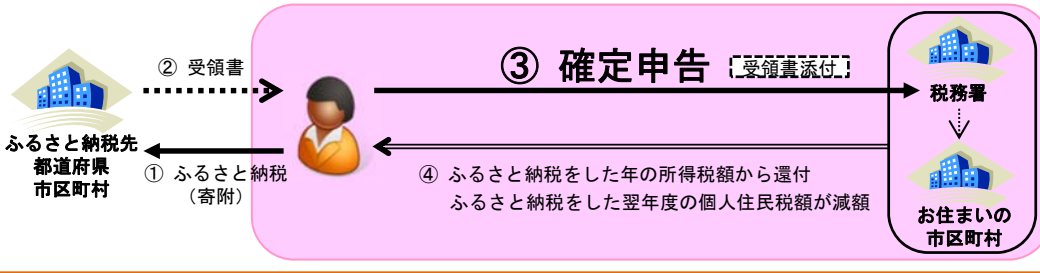 ② 受領書
③ 確定申告 受領書添付
税務署
ふるさと納税先
都道府県
市区町村
① ふるさと納税
（寄附）
④ ふるさと納税をした年の所得税額から還付
ふるさと納税をした翌年度の個人住民税額が減額
お住まいの
市区町村